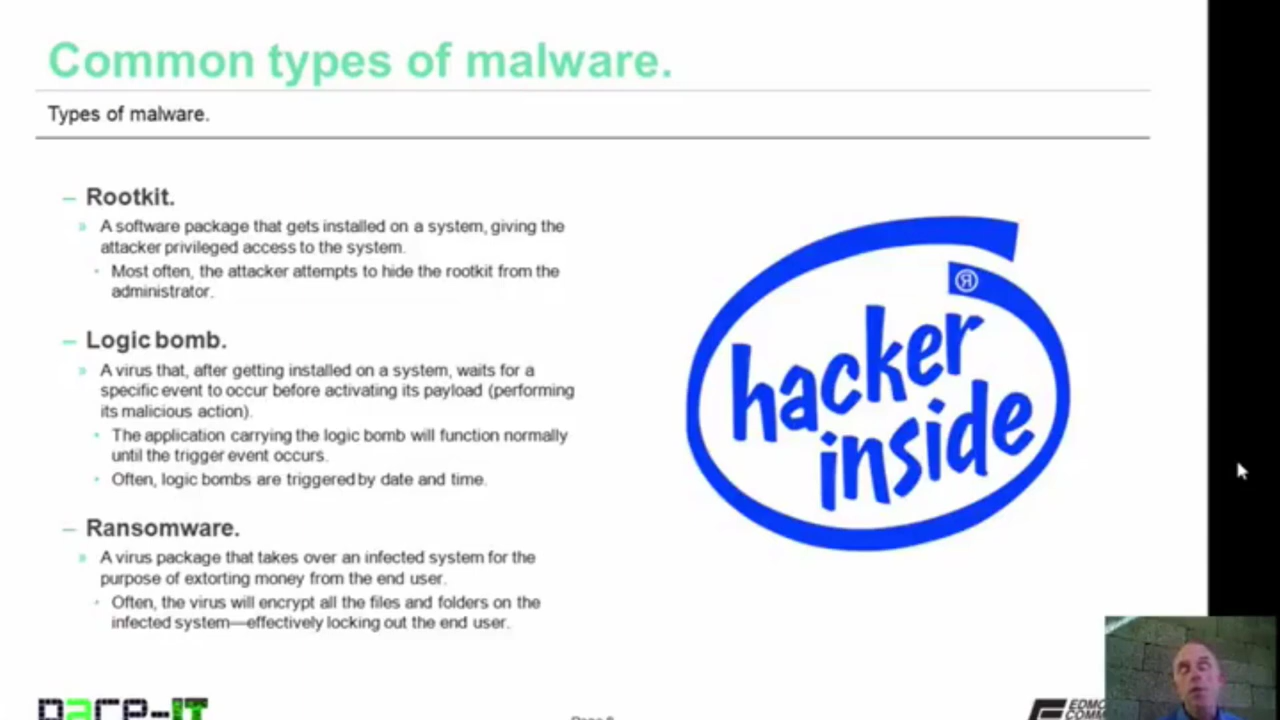 Common types of malware.
Types of malware.
– Rootkit.
» A software package that gets installed on a system, giving the
attacker privileged access to the system.
• Most often, the attacker attempts to hide the rootkit from the
administrator.
– Logic bomb.
» A virus that, after getting installed on a system, waits for a
specific event to occur before activating its payload (performing
its malicious action).
• The application carrying the logic bomb will function normally
until the trigger event occurs.
• Often, logic bombs are triggered by date and time.
– Ransomware.
» A virus package that takes over an infected system for the
purpose of extorting money from the end user.
• Often, the virus will encrypt all the files and folders on the
infected system—effectively locking out the end user.
hacker
inside
pace-IT